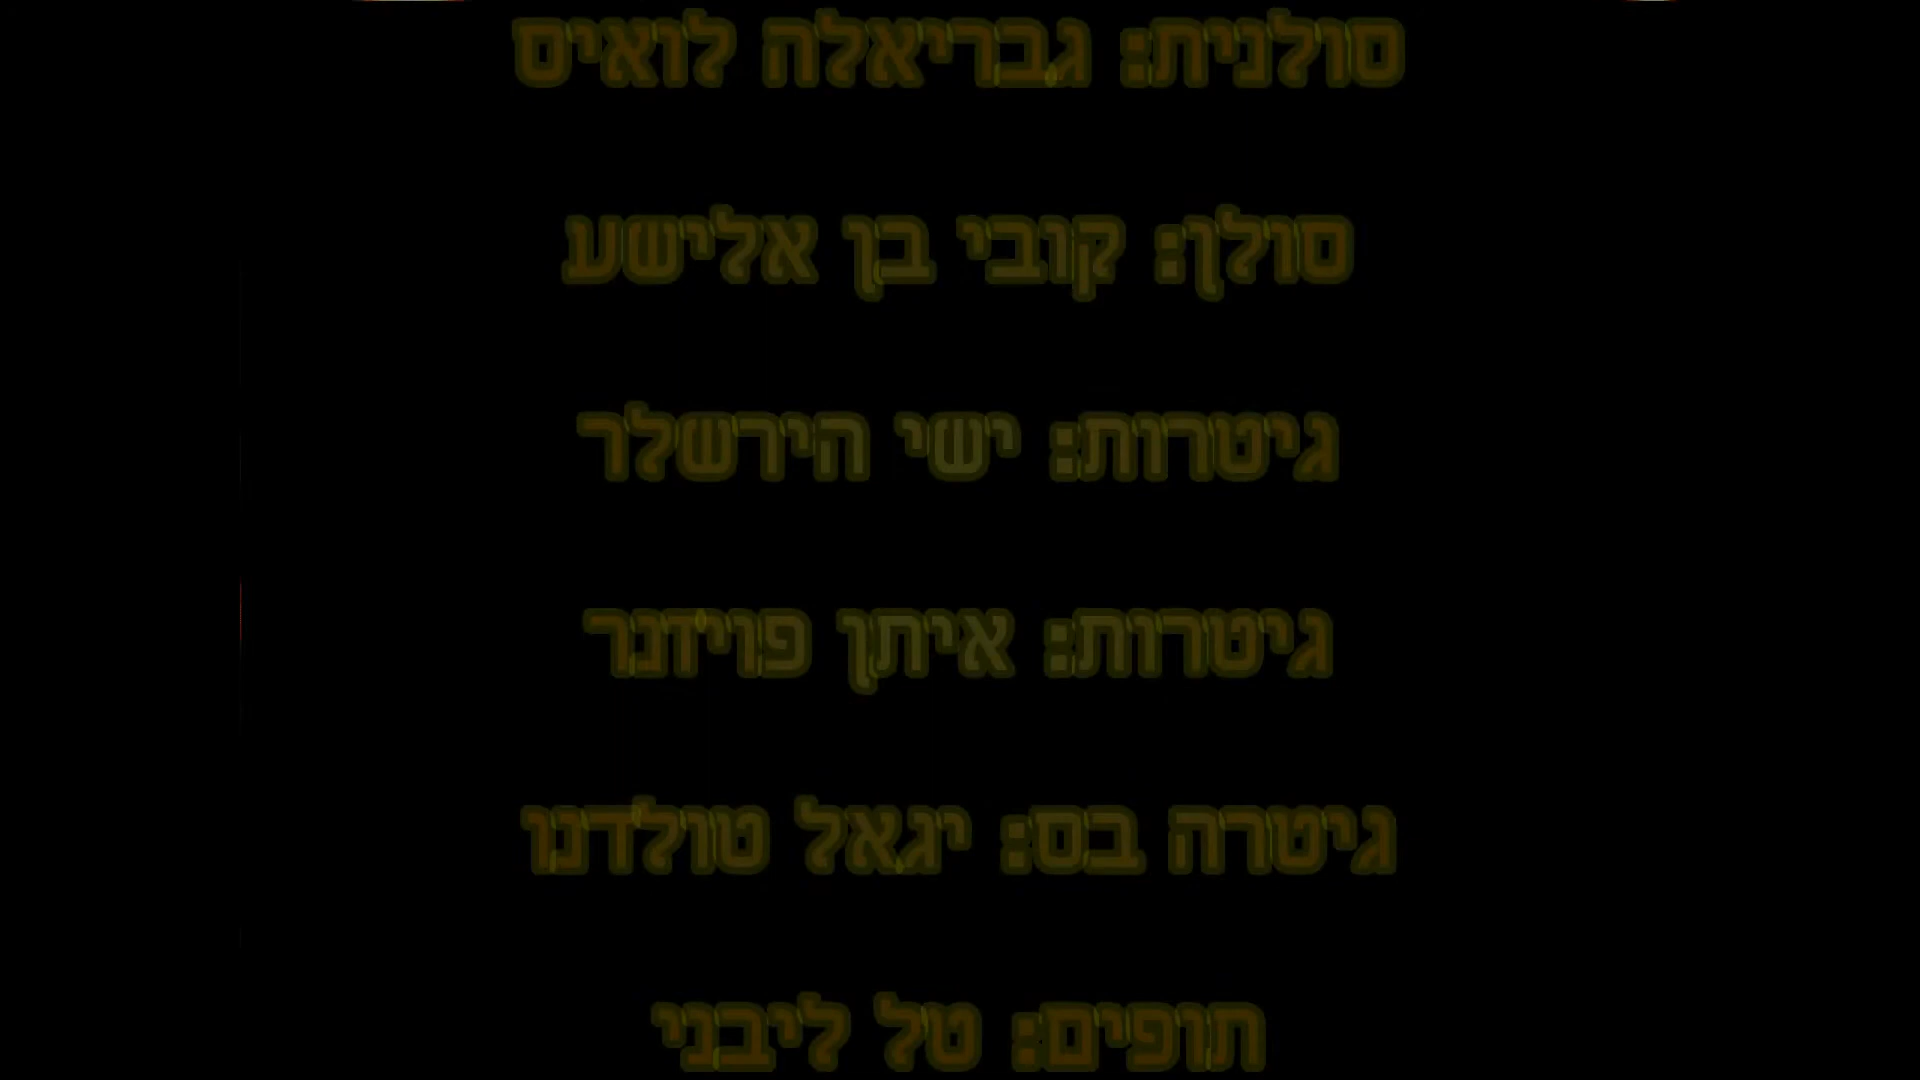 סולנית: גבריאלה לואיס
סולן: קובי בן אלישע
גיטרות: ישי הירשלר
גיטרות: איתן פוזנר
גיטרה בס: יגאל טולדנו
תופים: טל ליבני